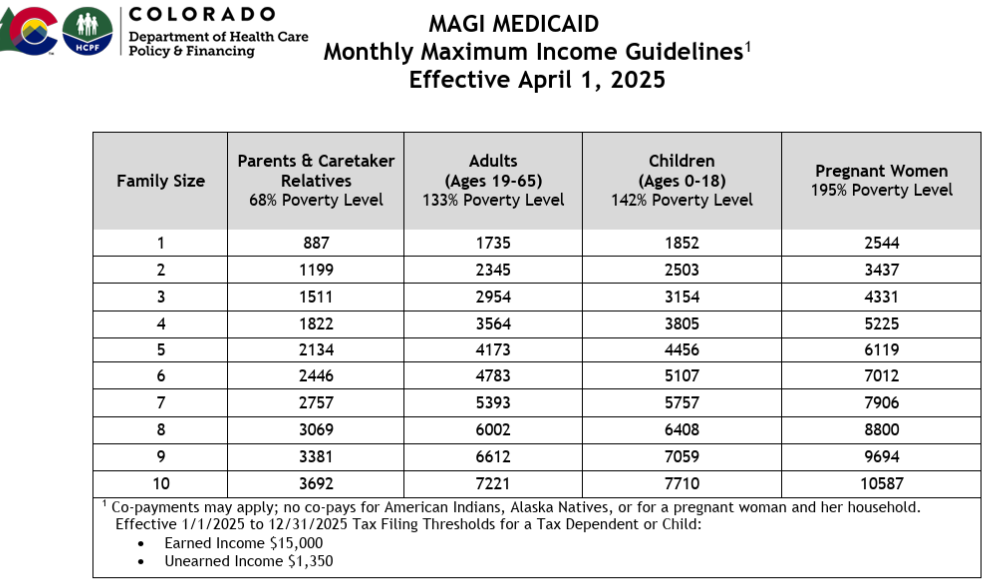 COLORADO
Department of Health Care
Policy & Financing
HCPF
MAGI MEDICAID
Monthly Maximum Income Guidelines¹
Effective April 1, 2025
Family Size	Parents & Caretaker Relatives 68% Poverty Level	Adults (Ages 19-65) 133% Poverty Level	Children (Ages 0-18) 142% Poverty Level	Pregnant Women 195% Poverty Level
1	887	1735	1852	2544
2	1199	2345	2503	3437
3	1511	2954	3154	4331
4	1822	3564	3805	5225
5	2134	4173	4456	6119
6	2446	4783	5107	7012
7	2757	5393	5757	7906
8	3069	6002	6408	8800
9	3381	6612	7059	9694
10	3692	7221	7710	10587
¹ Co-payments may apply; no co-pays for American Indians, Alaska Natives, or for a pregnant woman and her household.
Effective 1/1/2025 to 12/31/2025 Tax Filing Thresholds for a Tax Dependent or Child:
• Earned Income $15,000
• Unearned Income $1,350